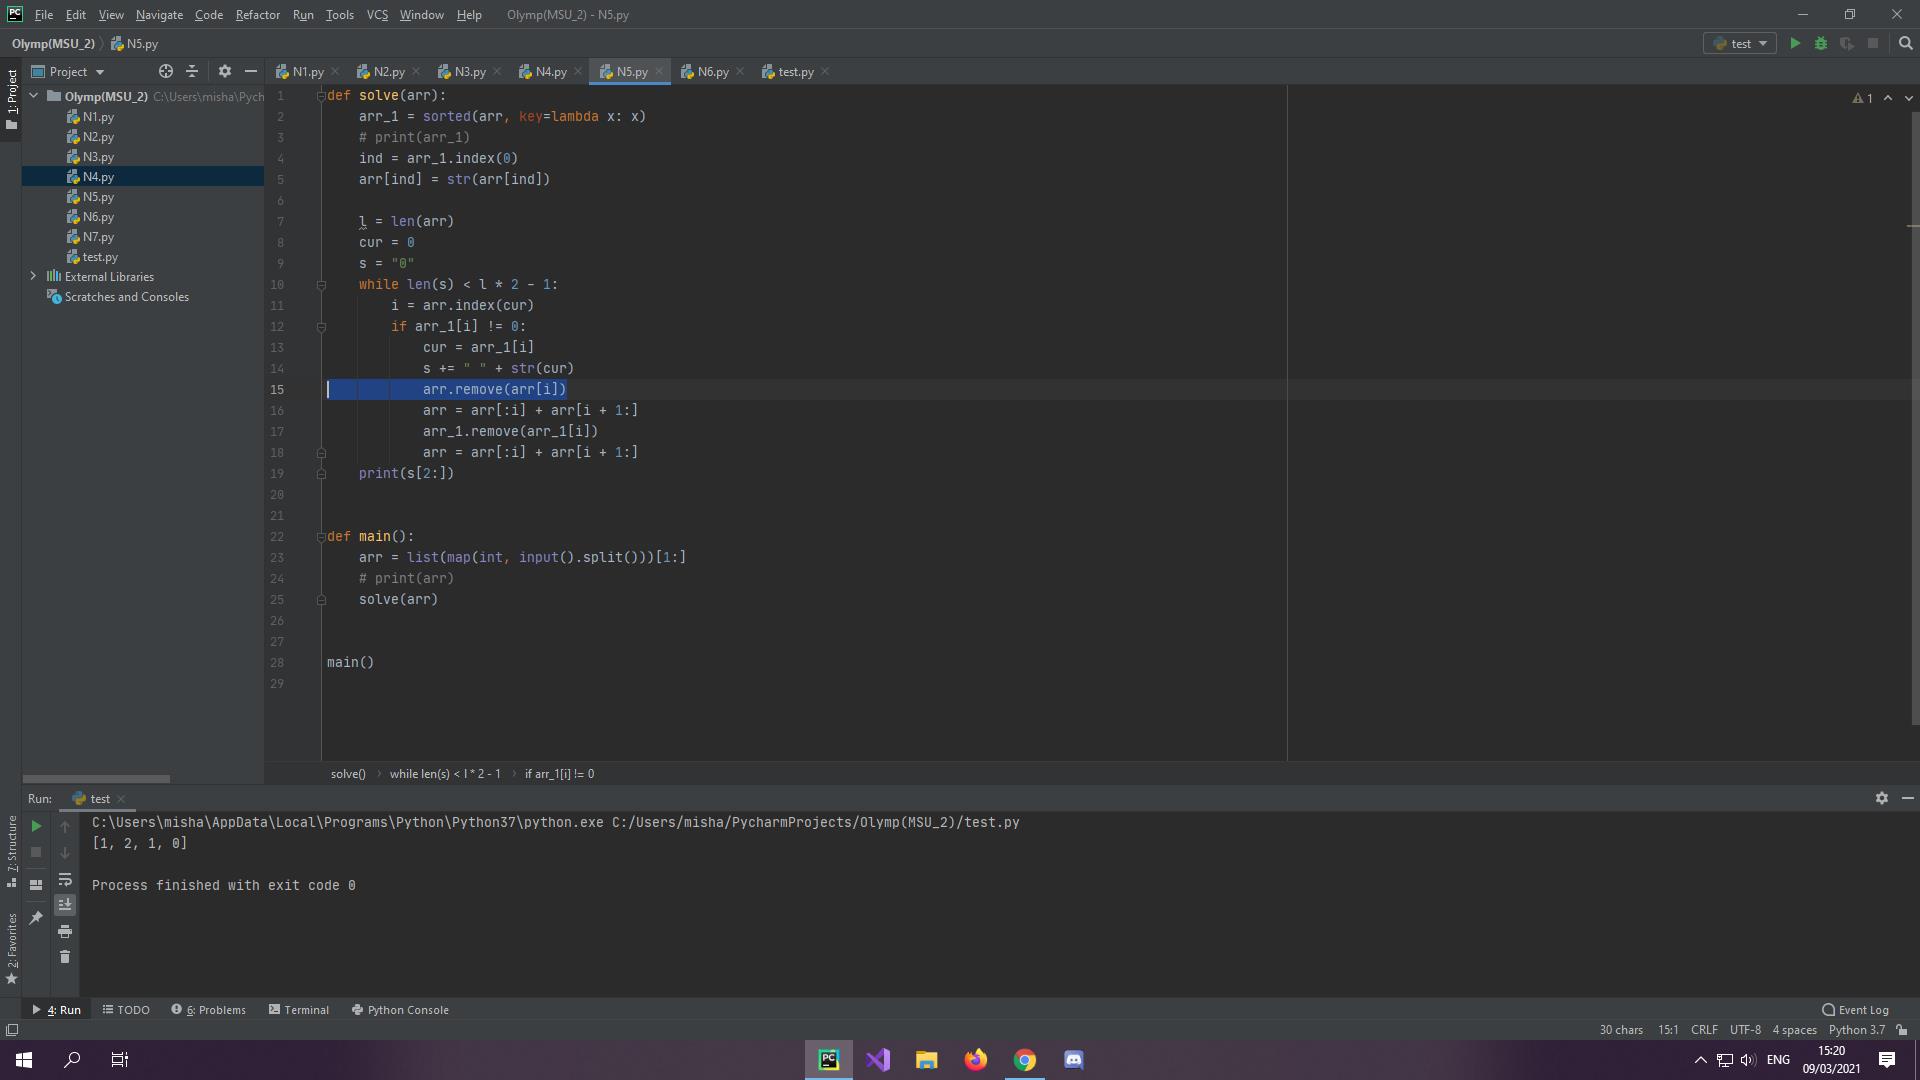 PC File Edit View Navigate Code Refactor Run Tools VCS Window Help Olymp(MSU_2) - N5.py
Olymp(MSU_2) N5.py test
1: Project
Project
N1.py N2.py N3.py N4.py N5.py N6.py test.py
Olymp(MSU_2) C:\Users\misha\Pych
N1.py
N2.py
N3.py
N4.py
N5.py
N6.py
N7.py
test.py
External Libraries
Scratches and Consoles
1
1 def solve(arr):
2 arr_1 = sorted(arr, key=lambda x: x)
3 # print(arr_1)
4 ind = arr_1.index(0)
5 arr[ind] = str(arr[ind])
6
7 l = len(arr)
8 cur = 0
9 s = "0"
10 while len(s) < l * 2 - 1:
11 i = arr.index(cur)
12 if arr_1[i] != 0:
13 cur = arr_1[i]
14 s += " " + str(cur)
15 arr.remove(arr[i])
16 arr = arr[:i] + arr[i + 1:]
17 arr_1.remove(arr_1[i])
18 arr = arr[:i] + arr[i + 1:]
19 print(s[2:])
20
21
22 def main():
23 arr = list(map(int, input().split()))[1:]
24 # print(arr)
25 solve(arr)
26
27
28 main()
29
solve() while len(s) < l * 2 - 1 if arr_1[i] != 0
Run: test
C:\Users\misha\AppData\Local\Programs\Python\Python37\python.exe C:/Users/misha/PycharmProjects/Olymp(MSU_2)/test.py
[1, 2, 1, 0]
Process finished with exit code 0
7: Structure
2: Favorites
4: Run TODO 6: Problems Terminal Python Console Event Log
30 chars 15:1 CRLF UTF-8 4 spaces Python 3.7
PC ENG 15:20
09/03/2021